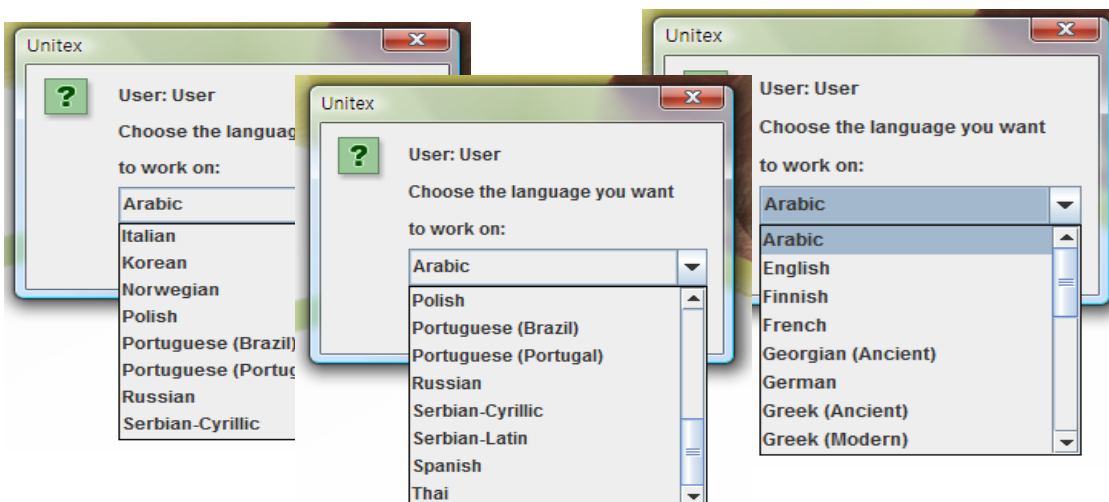 Unitex
User: User
Choose the languag
to work on:
Arabic
Italian
Korean
Norwegian
Polish
Portuguese (Brazil)
Portuguese (Portug
Russian
Serbian-Cyrillic
Unitex
?
User: User
Choose the language you want
to work on:
Arabic
Polish
Portuguese (Brazil)
Portuguese (Portugal)
Russian
Serbian-Cyrillic
Serbian-Latin
Spanish
Thai
Unitex
User: User
Choose the language you want
to work on:
Arabic
Arabic
English
Finnish
French
Georgian (Ancient)
German
Greek (Ancient)
Greek (Modern)